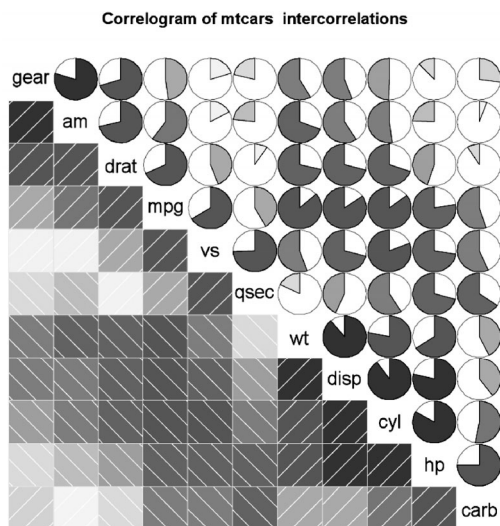 Correlogram of mtcars intercorrelations
gear
am
drat
mpg
vs
qsec
wt
disp
cyl
hp
carb